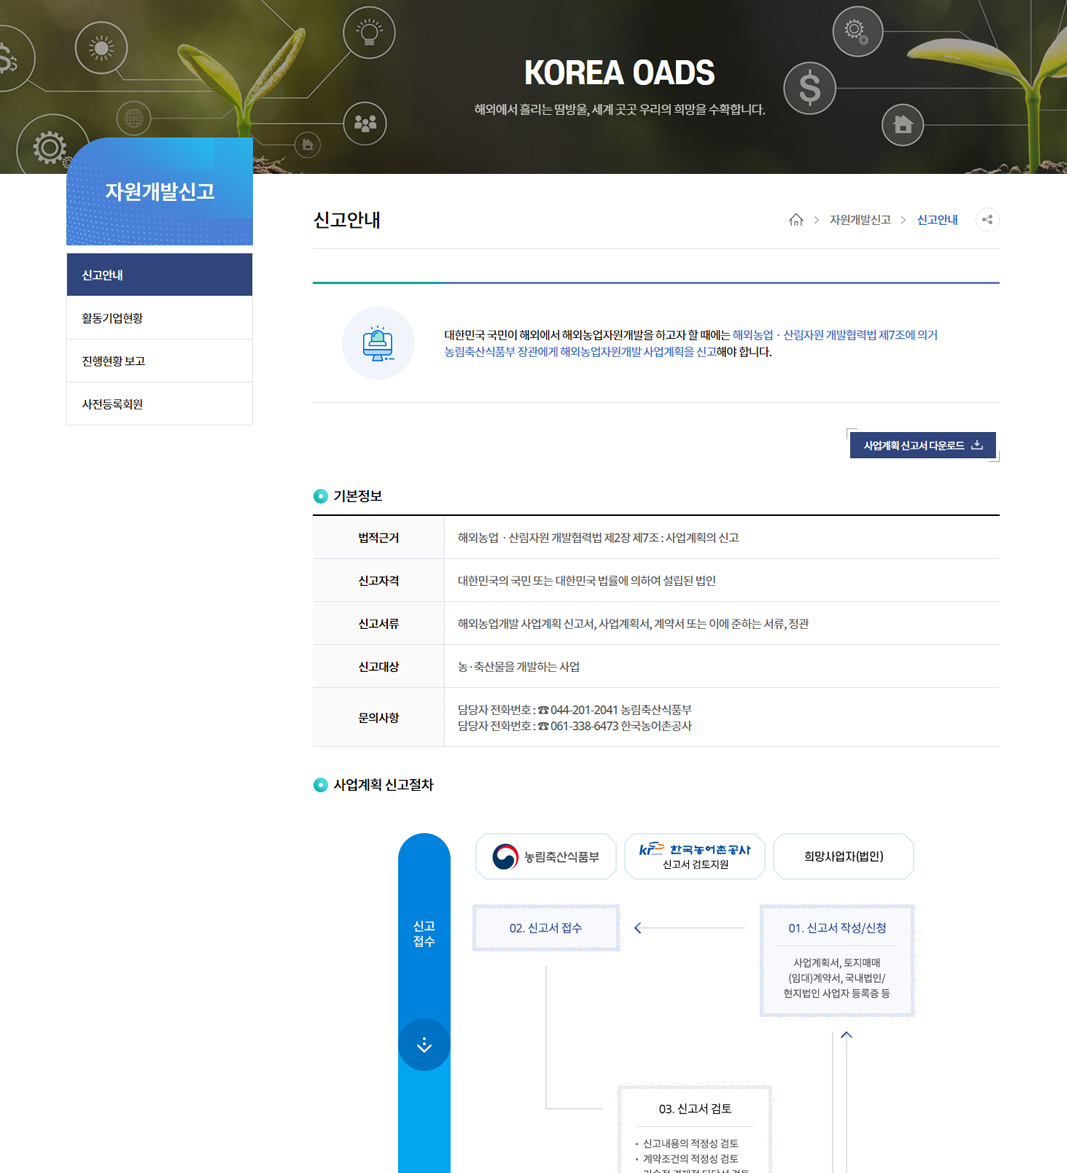 KOREA OADS
해외에서 흘리는 땀방울, 세계 곳곳 우리의 희망을 수확합니다.
자원개발신고
신고안내
활동기업현황
진행현황 보고
사전등록회원
신고안내
자원개발신고
신고안내
대한민국 국민이 해외에서 해외농업자원개발을 하고자 할 때에는 해외농업 · 산림자원 개발협력법 제7조에 의거
농림축산식품부 장관에게 해외농업자원개발 사업계획을 신고해야 합니다.
사업계획 신고서 다운로드
기본정보
법적근거
해외농업 · 산림자원 개발협력법 제2장 제7조 : 사업계획의 신고
신고자격
대한민국의 국민 또는 대한민국 법률에 의하여 설립된 법인
신고서류
해외농업개발 사업계획 신고서, 사업계획서, 계약서 또는 이에 준하는 서류, 정관
신고대상
농·축산물을 개발하는 사업
문의사항
담당자 전화번호 : ☎ 044-201-2041 농림축산식품부
담당자 전화번호 : ☎ 061-338-6473 한국농어촌공사
사업계획 신고절차
농림축산식품부
한국농어촌공사
신고서 검토지원
희망사업자(법인)
신고
접수
02. 신고서 접수
01. 신고서 작성/신청
사업계획서, 토지매매
(임대)계약서, 국내법인/
현지법인 사업자 등록증 등
03. 신고서 검토
· 신고내용의 적정성 검토
· 계약조건의 적정성 검토